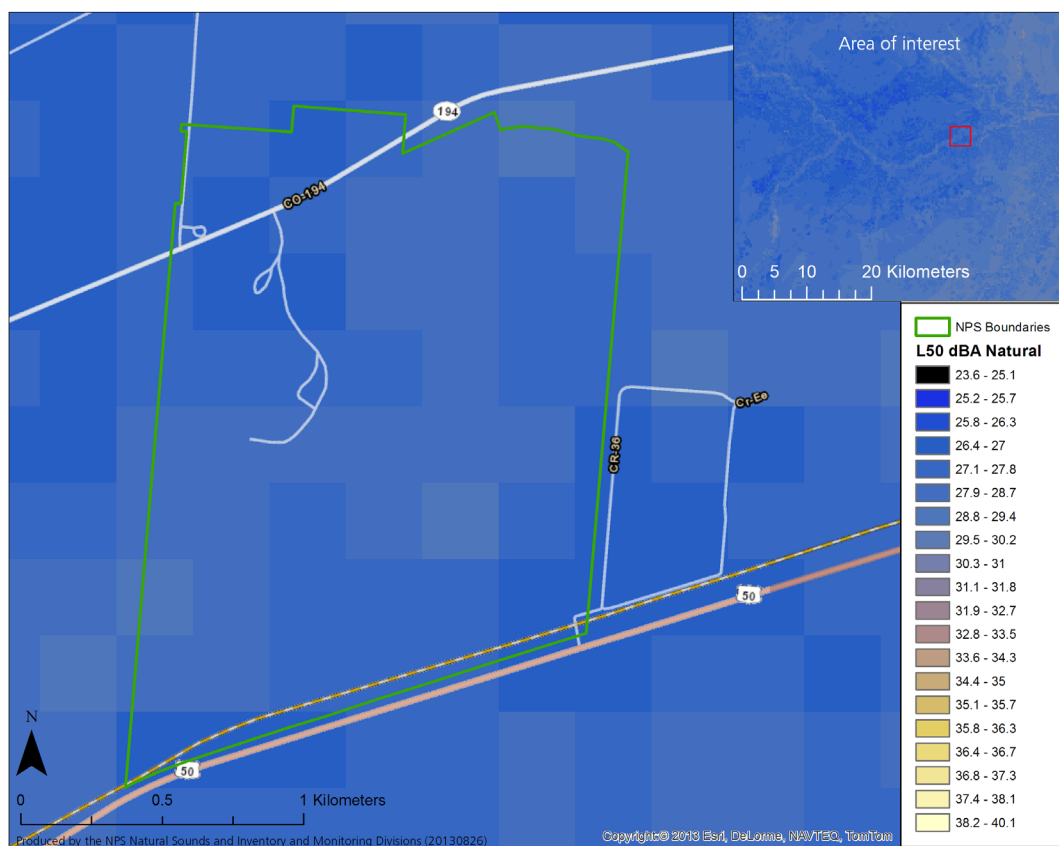 Area of interest
0 5 10 20 Kilometers
194
CO-194
Cr-Ee
CR-36
50
50
N
0 0.5 1 Kilometers
Produced by the NPS Natural Sounds and Inventory and Monitoring Divisions (20130826)
Copyright:© 2013 Esri, DeLorme, NAVTEQ, TomTom
NPS Boundaries
L50 dBA Natural
23.6 - 25.1
25.2 - 25.7
25.8 - 26.3
26.4 - 27
27.1 - 27.8
27.9 - 28.7
28.8 - 29.4
29.5 - 30.2
30.3 - 31
31.1 - 31.8
31.9 - 32.7
32.8 - 33.5
33.6 - 34.3
34.4 - 35
35.1 - 35.7
35.8 - 36.3
36.4 - 36.7
36.8 - 37.3
37.4 - 38.1
38.2 - 40.1